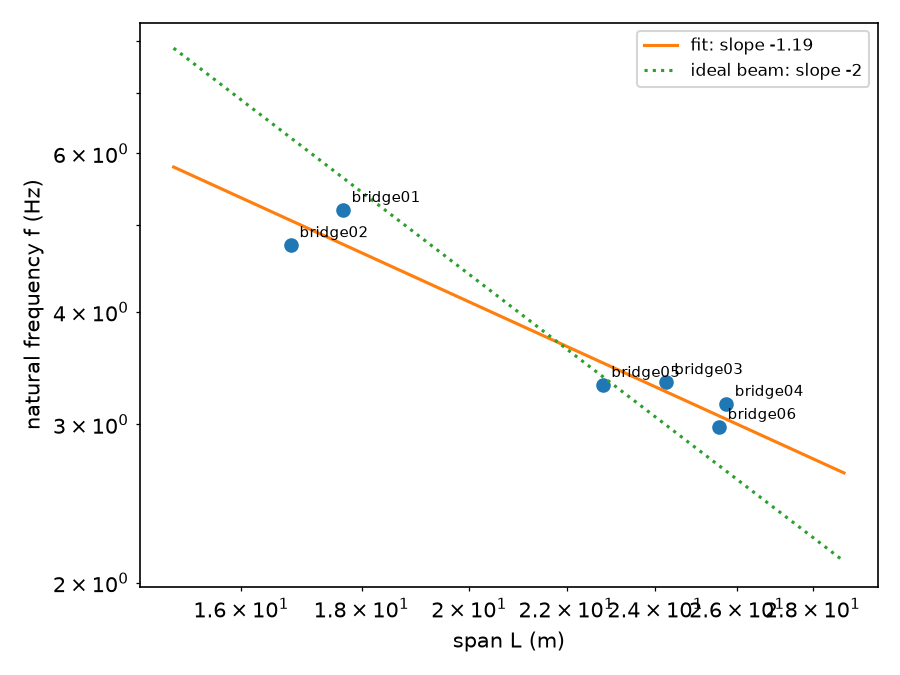 fit: slope -1.19
ideal beam: slope -2
bridge01
bridge02
bridge05
bridge03
bridge04
bridge06
natural frequency f (Hz)
6 × 10⁰
4 × 10⁰
3 × 10⁰
2 × 10⁰
1.6 × 10¹ 1.8 × 10¹ 2 × 10¹ 2.2 × 10¹ 2.4 × 10¹ 2.6 × 10¹ 2.8 × 10¹
span L (m)